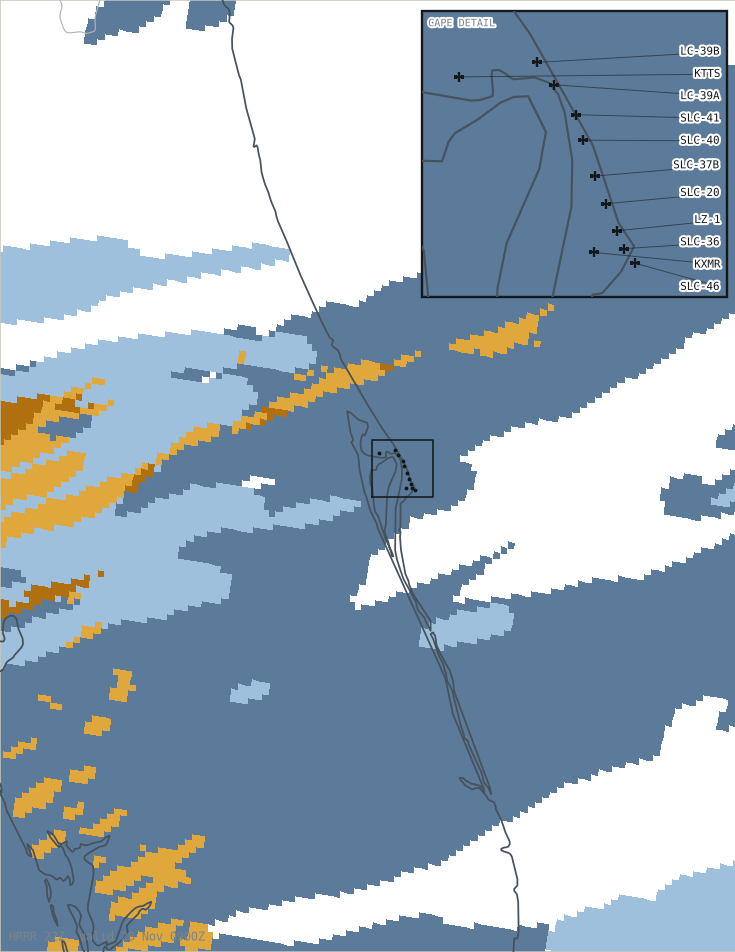 CAPE DETAIL
LC-39B
KTTS
LC-39A
SLC-41
SLC-40
SLC-37B
SLC-20
LZ-1
SLC-36
KXMR
SLC-46
HRRR
Nov